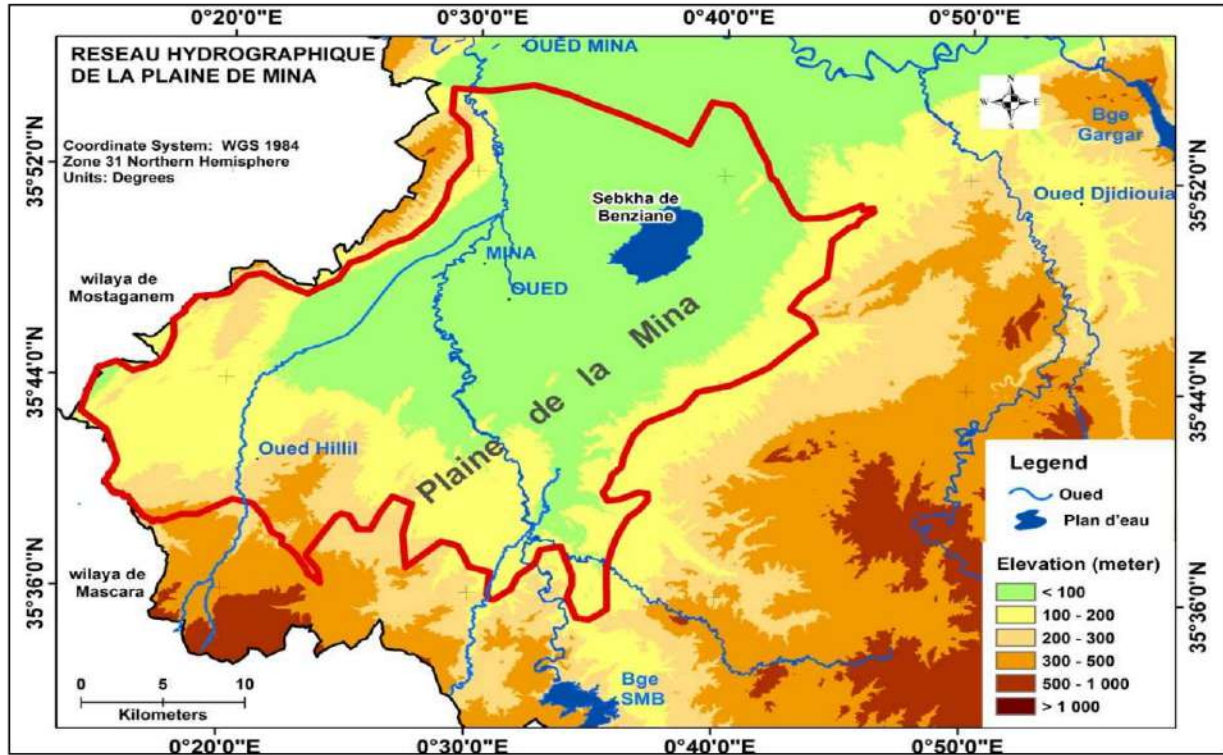 0°20'0"E 0°30'0"E 0°40'0"E 0°50'0"E
RESEAU HYDROGRAPHIQUE
DE LA PLAINE DE MINA
OUED MINA
Coordinate System: WGS 1984
Zone 31 Northern Hemisphere
Units: Degrees
N
W E
S
Bge
Gargar
35°52'0"N
35°52'0"N
Oued Djidiouia
Sebkha de
Benziane
MINA
OUED
wilaya de
Mostaganem
Plaine de la Mina
35°44'0"N
35°44'0"N
Oued Hillil
Legend
Oued
Plan d'eau
Elevation (meter)
< 100
100 - 200
200 - 300
300 - 500
500 - 1 000
> 1 000
35°36'0"N
35°36'0"N
wilaya de
Mascara
Bge
SMB
0 5 10
Kilometers
0°20'0"E 0°30'0"E 0°40'0"E 0°50'0"E